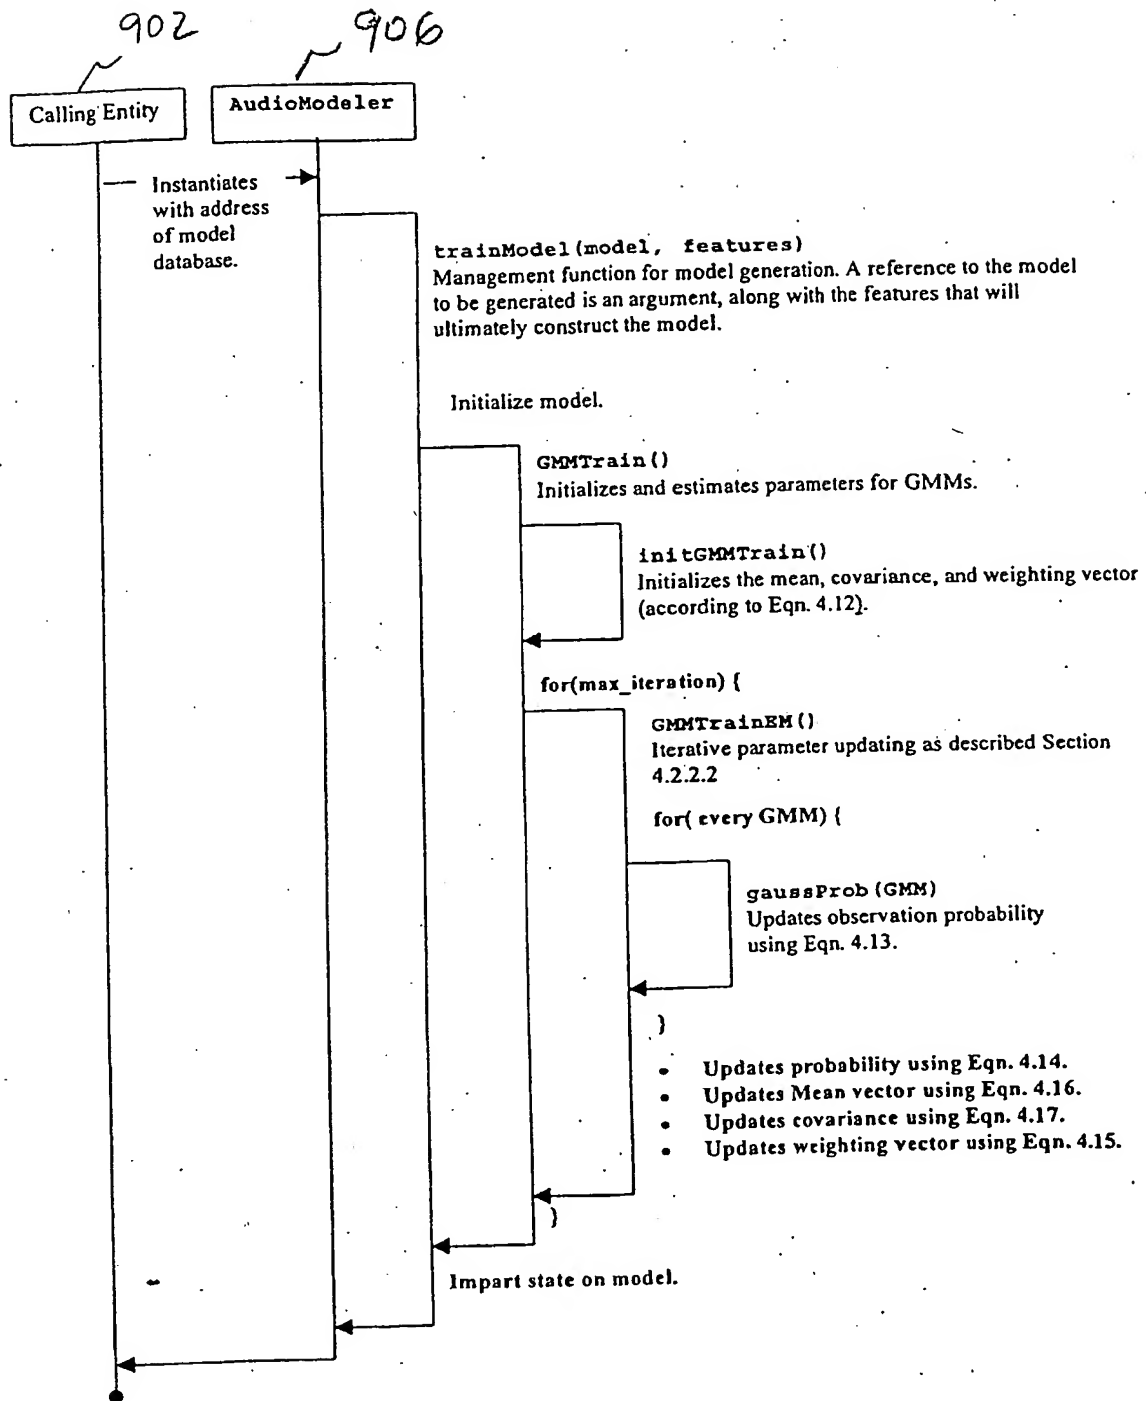 902
906
Calling Entity
AudioModeler
Instantiates
with address
of model
database.
trainModel(model, features)
Management function for model generation. A reference to the model
to be generated is an argument, along with the features that will
ultimately construct the model.
Initialize model.
GMMTrain()
Initializes and estimates parameters for GMMs.
initGMMTrain()
Initializes the mean, covariance, and weighting vector
(according to Eqn. 4.12).
for(max_iteration) {
GMMTrainEM()
Iterative parameter updating as described Section
4.2.2.2
for( every GMM) {
gaussProb(GMM)
Updates observation probability
using Eqn. 4.13.
}
• Updates probability using Eqn. 4.14.
• Updates Mean vector using Eqn. 4.16.
• Updates covariance using Eqn. 4.17.
• Updates weighting vector using Eqn. 4.15.
}
Impart state on model.